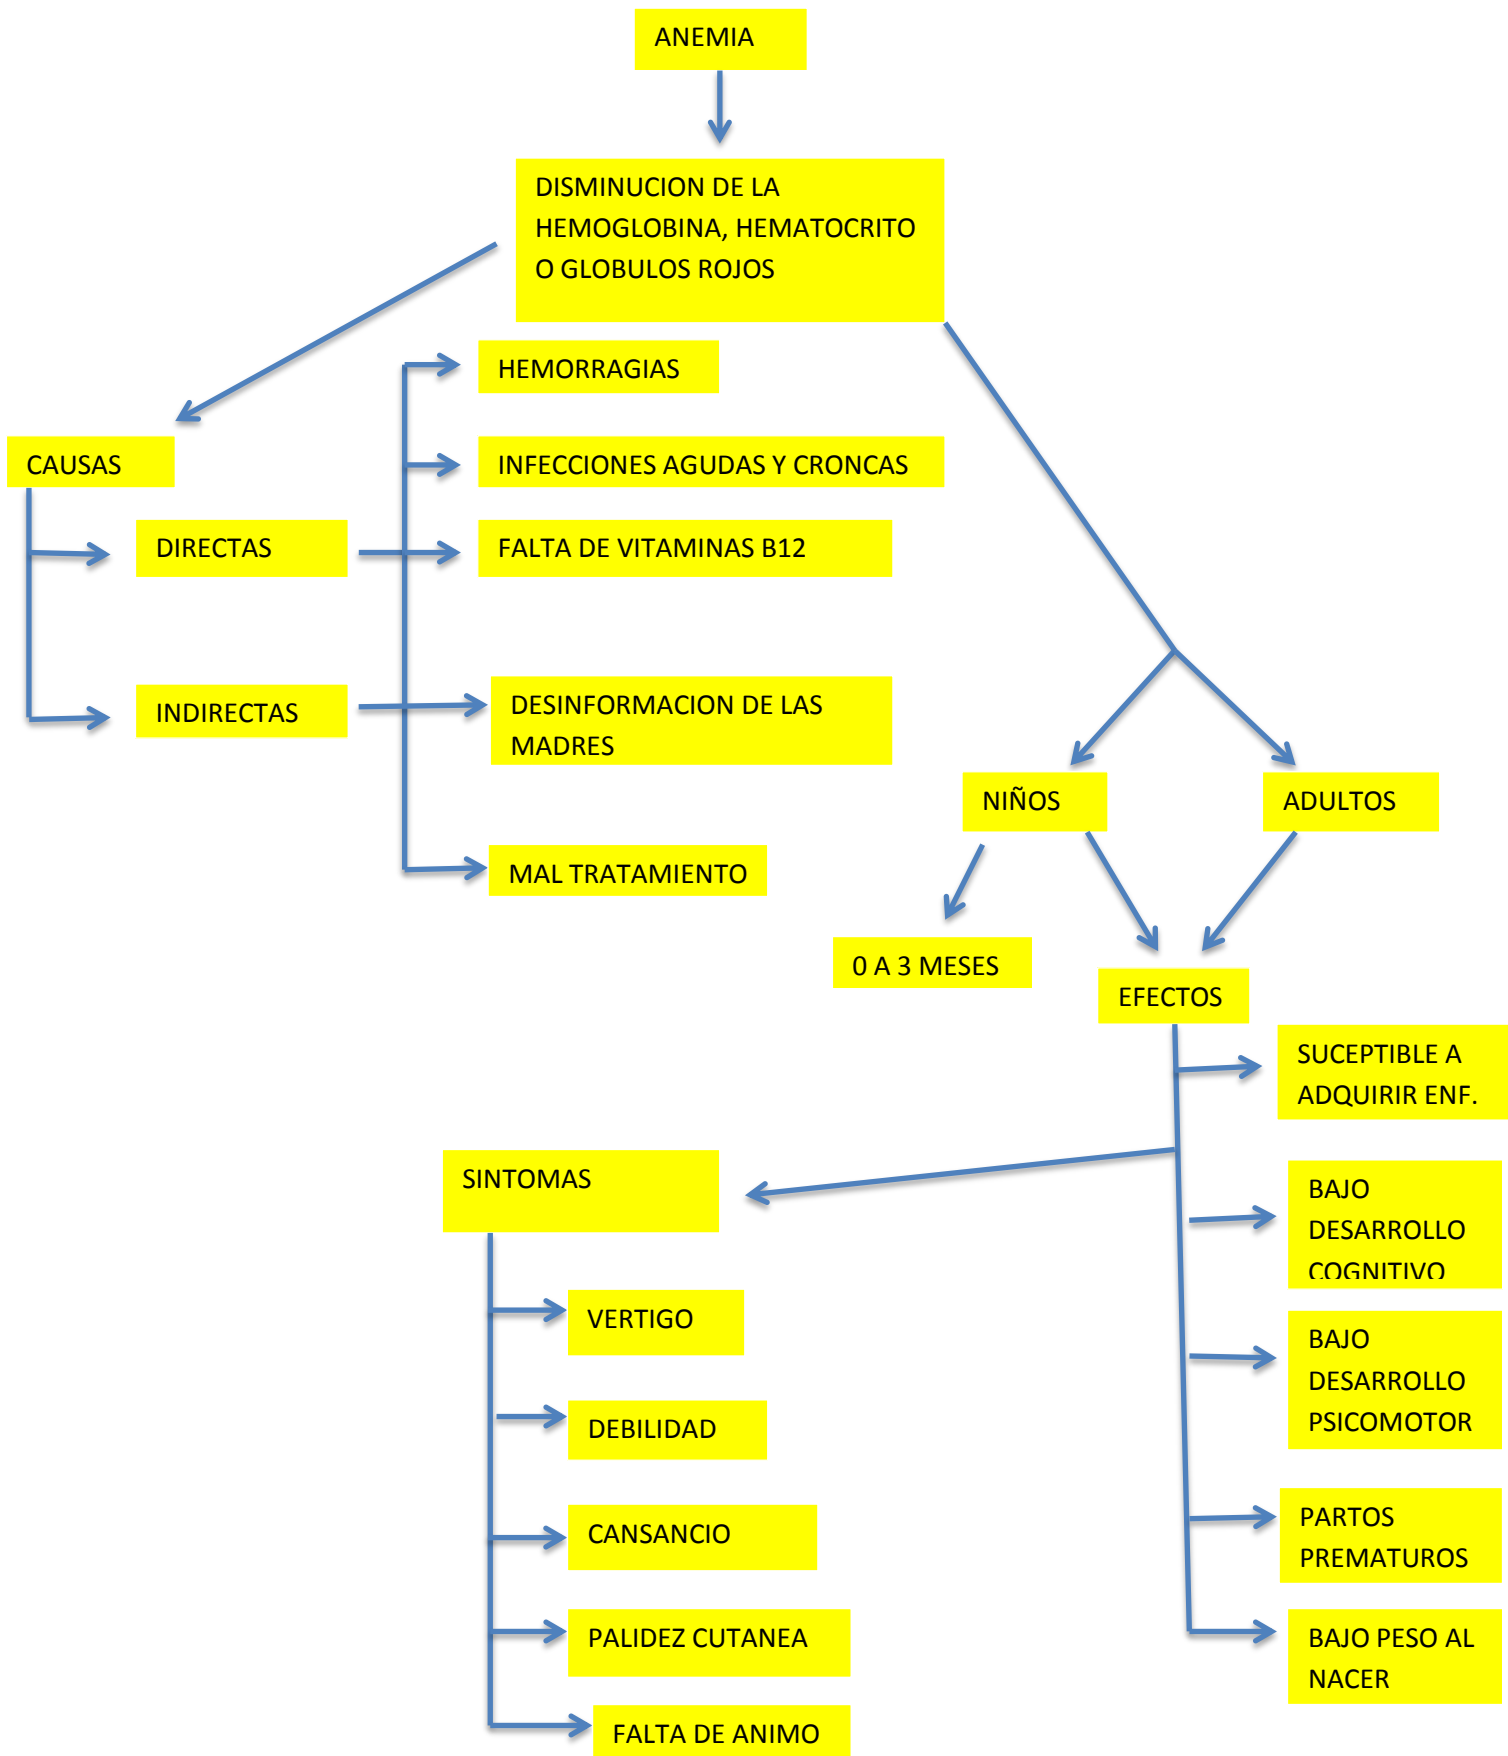 ANEMIA
DISMINUCION DE LA
HEMOGLOBINA, HEMATOCRITO
O GLOBULOS ROJOS
HEMORRAGIAS
CAUSAS
INFECCIONES AGUDAS Y CRONCAS
DIRECTAS
FALTA DE VITAMINAS B12
INDIRECTAS
DESINFORMACION DE LAS
MADRES
MAL TRATAMIENTO
NIÑOS
ADULTOS
0 A 3 MESES
EFECTOS
SUCEPTIBLE A
ADQUIRIR ENF.
SINTOMAS
BAJO
DESARROLLO
COGNITIVO
VERTIGO
BAJO
DESARROLLO
PSICOMOTOR
DEBILIDAD
CANSANCIO
PARTOS
PREMATUROS
PALIDEZ CUTANEA
BAJO PESO AL
NACER
FALTA DE ANIMO